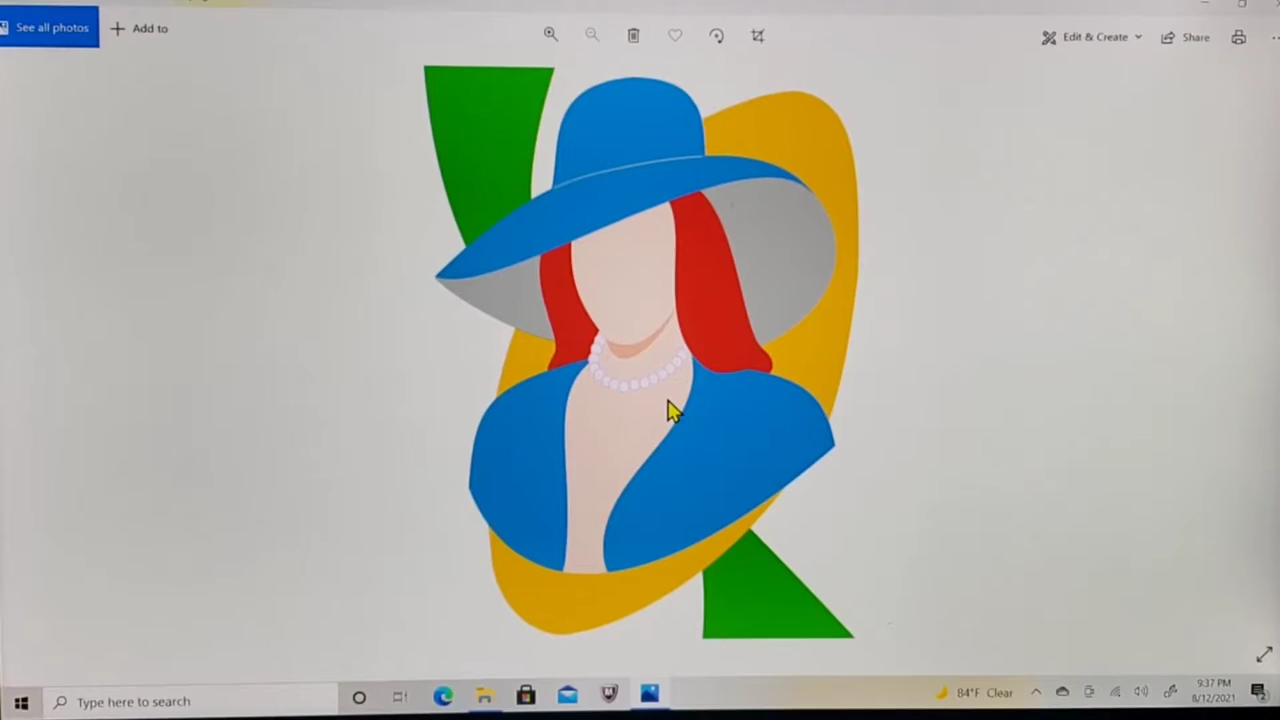 See all photos
Add to
Edit & Create
Share
Type here to search
84°F Clear
9:37 PM
8/12/2021